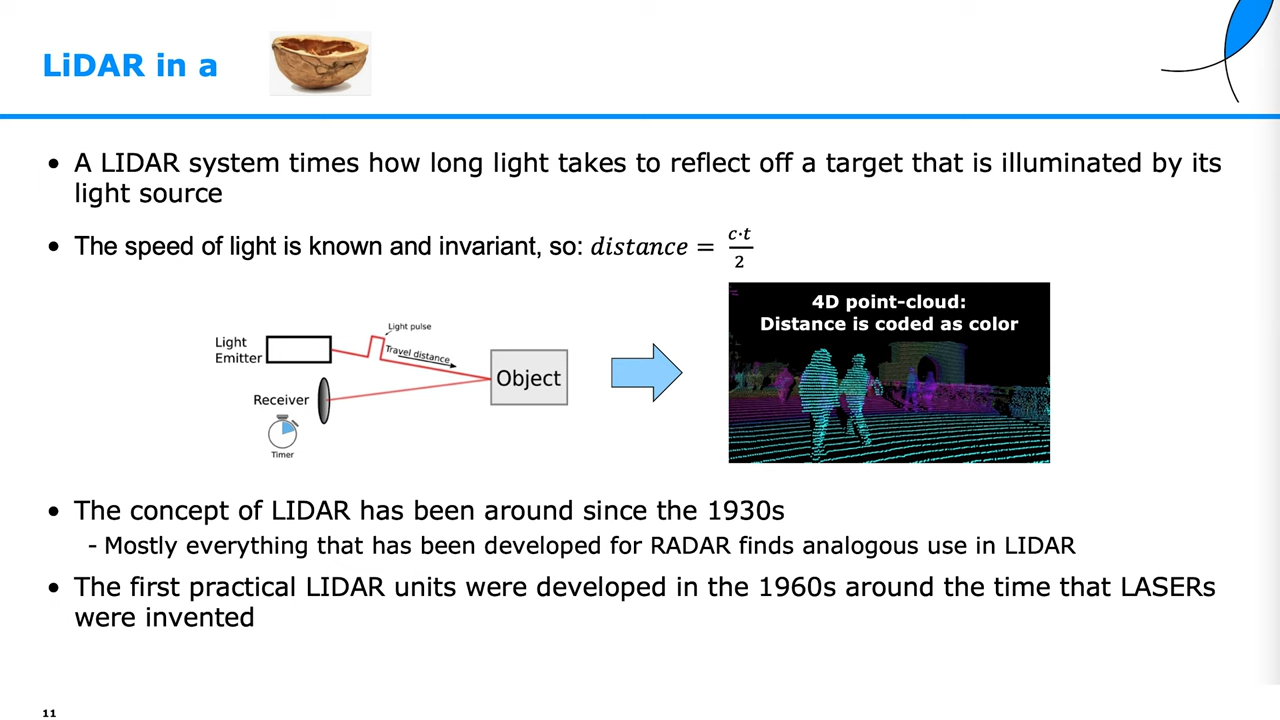 LiDAR in a
• A LIDAR system times how long light takes to reflect off a target that is illuminated by its
light source
• The speed of light is known and invariant, so: distance = c·t/2
Light
Emitter
Light pulse
Travel distance
Receiver
Timer
Object
4D point-cloud:
Distance is coded as color
• The concept of LIDAR has been around since the 1930s
- Mostly everything that has been developed for RADAR finds analogous use in LIDAR
• The first practical LIDAR units were developed in the 1960s around the time that LASERs
were invented
11